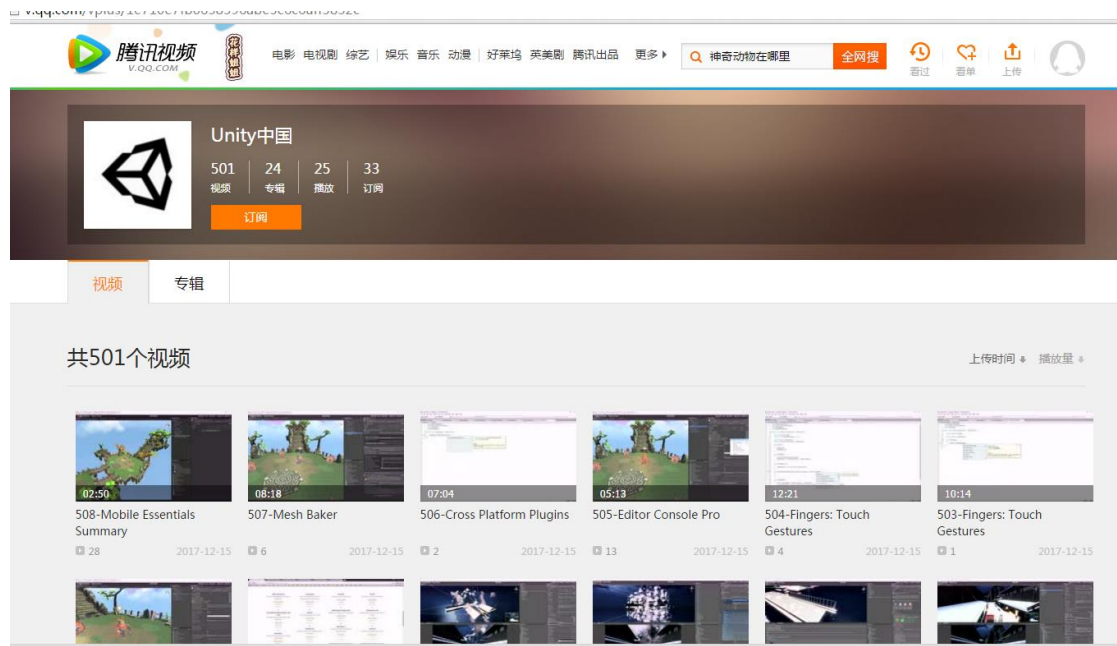 腾讯视频
V.QQ.COM
花样姐姐
电影 电视剧 综艺 娱乐 音乐 动漫 好莱坞 英美剧 腾讯出品 更多
神奇动物在哪里
全网搜
看过
看单
上传
Unity中国
501 24 25 33
视频 专辑 播放 订阅
订阅
视频 专辑
共501个视频
上传时间 播放量
02:50 08:18 07:04 05:13 12:21 10:14
508-Mobile Essentials Summary
28 2017-12-15
507-Mesh Baker
6 2017-12-15
506-Cross Platform Plugins
2 2017-12-15
505-Editor Console Pro
13 2017-12-15
504-Fingers: Touch Gestures
4 2017-12-15
503-Fingers: Touch Gestures
1 2017-12-15